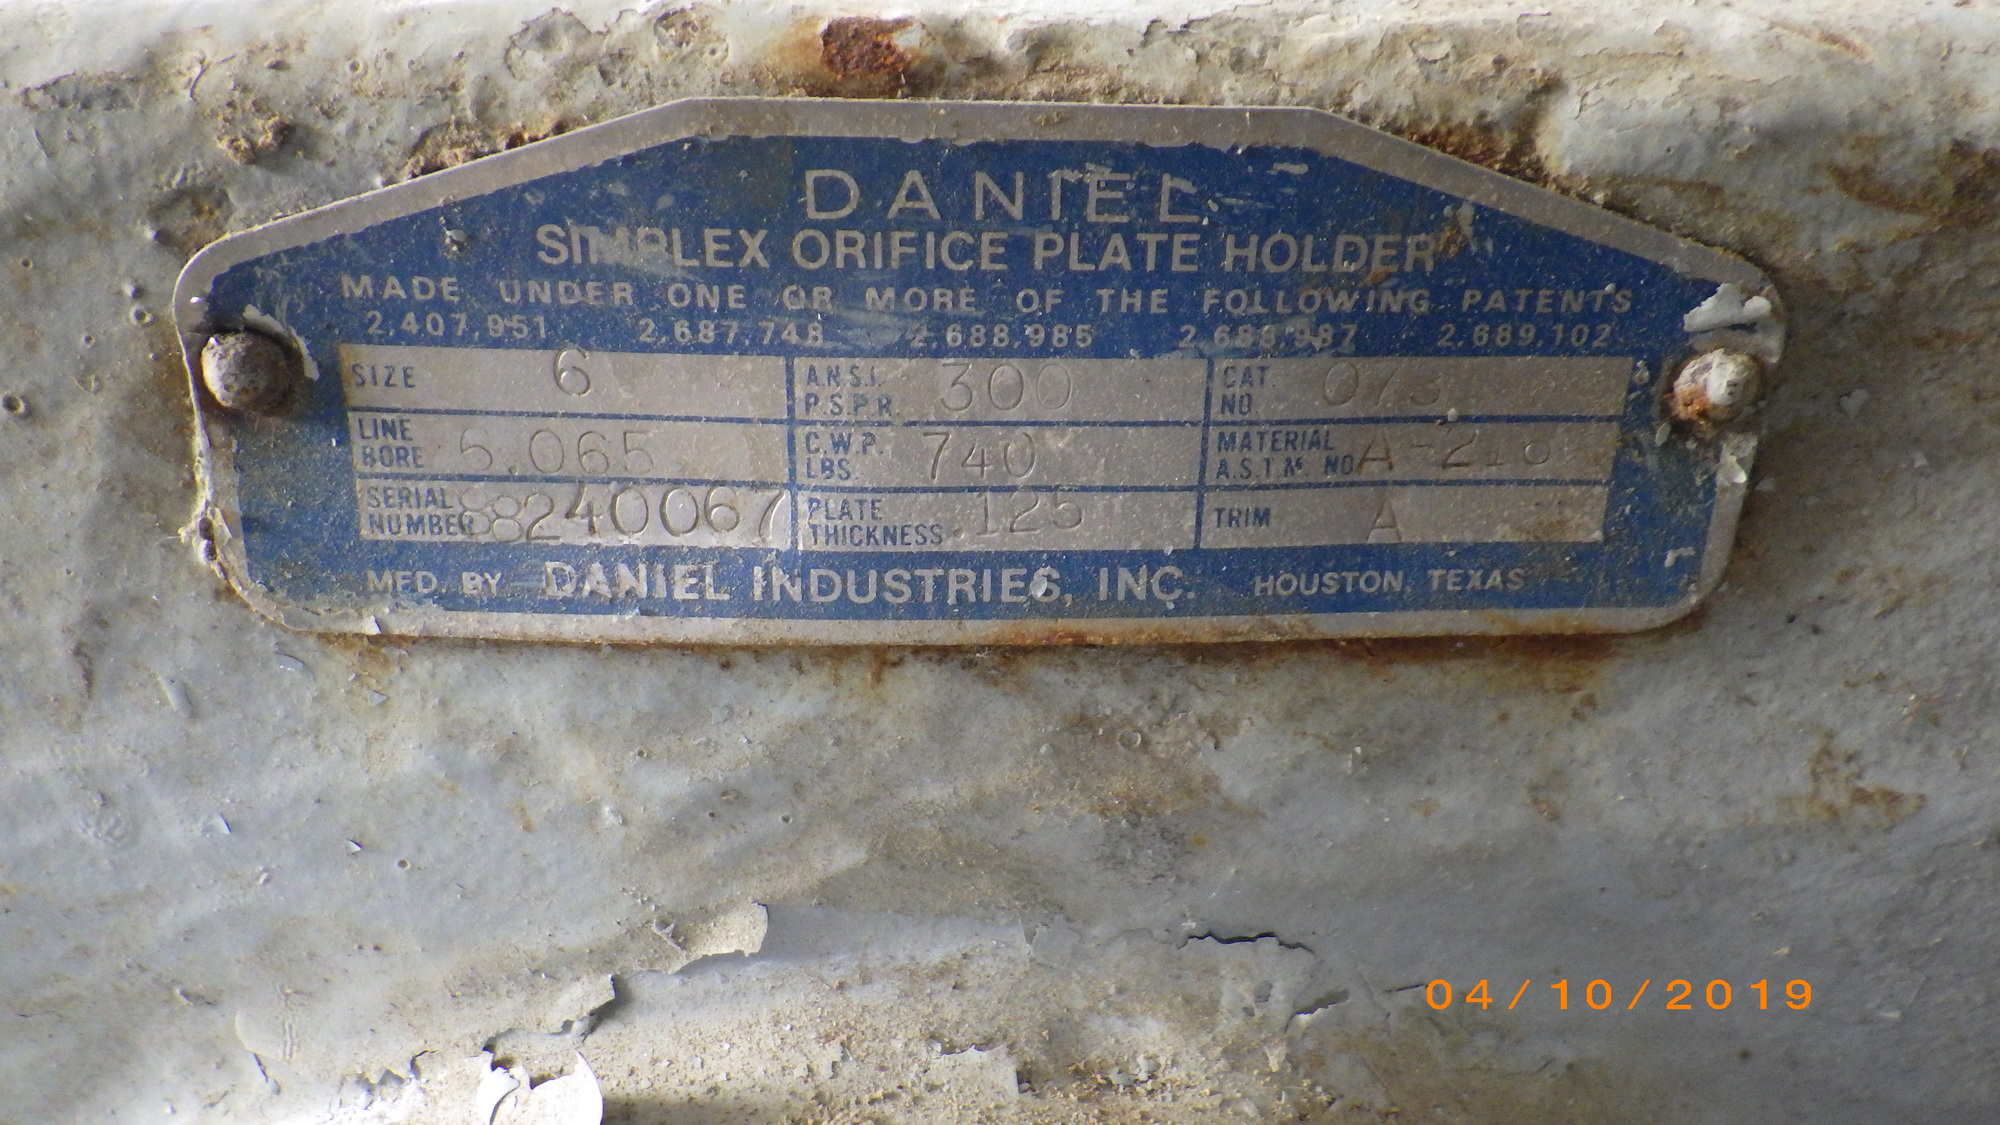 DANIEL
SIMPLEX ORIFICE PLATE HOLDER
MADE UNDER ONE OR MORE OF THE FOLLOWING PATENTS
2,407,951 2,687,748 2,688,985 2,688,987 2,689,102
SIZE 6 A.N.S.I. P.S.P.R. 300 CAT. NO. 073
LINE BORE 6.065 C.W.P. LBS. 740 MATERIAL A.S.T.M. NO. A-216
SERIAL NUMBER 88240067 PLATE THICKNESS .125 TRIM A
MFD. BY DANIEL INDUSTRIES, INC. HOUSTON, TEXAS
04/10/2019